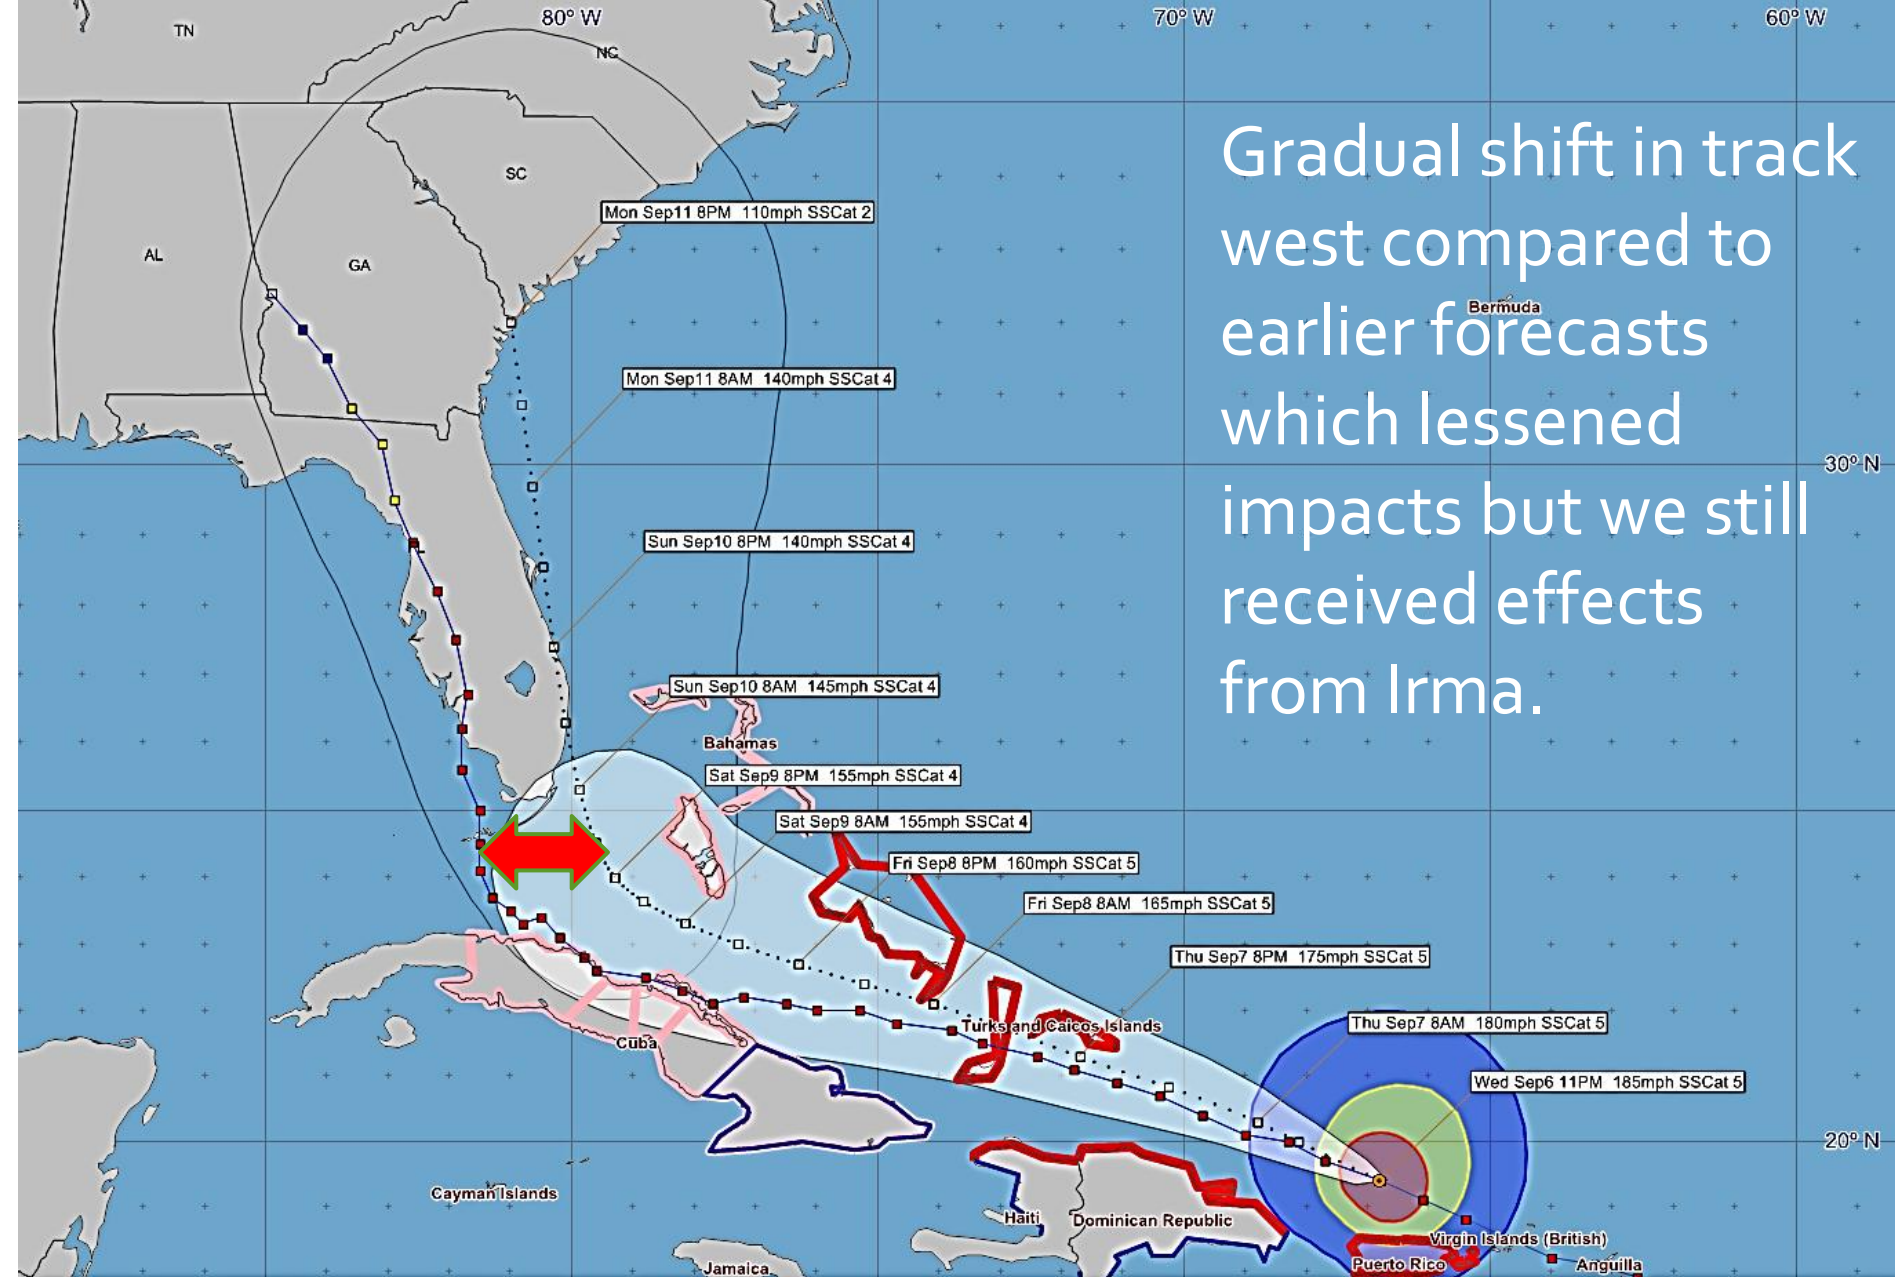 80° W
70° W
60° W
TN
NC
Gradual shift in track
west compared to
earlier forecasts
which lessened
impacts but we still
received effects
from Irma.
SC
Mon Sep11 8PM 110mph SSCat 2
AL
GA
Bermuda
Mon Sep11 8AM 140mph SSCat 4
30° N
Sun Sep10 8PM 140mph SSCat 4
Sun Sep10 8AM 145mph SSCat 4
Bahamas
Sat Sep9 8PM 155mph SSCat 4
Sat Sep9 8AM 155mph SSCat 4
Fri Sep8 8PM 160mph SSCat 5
Fri Sep8 8AM 165mph SSCat 5
Thu Sep7 8PM 175mph SSCat 5
Turks and Caicos Islands
Thu Sep7 8AM 180mph SSCat 5
Cuba
Wed Sep6 11PM 185mph SSCat 5
20° N
Cayman Islands
Haiti
Dominican Republic
Virgin Islands (British)
Puerto Rico
Anguilla
Jamaica